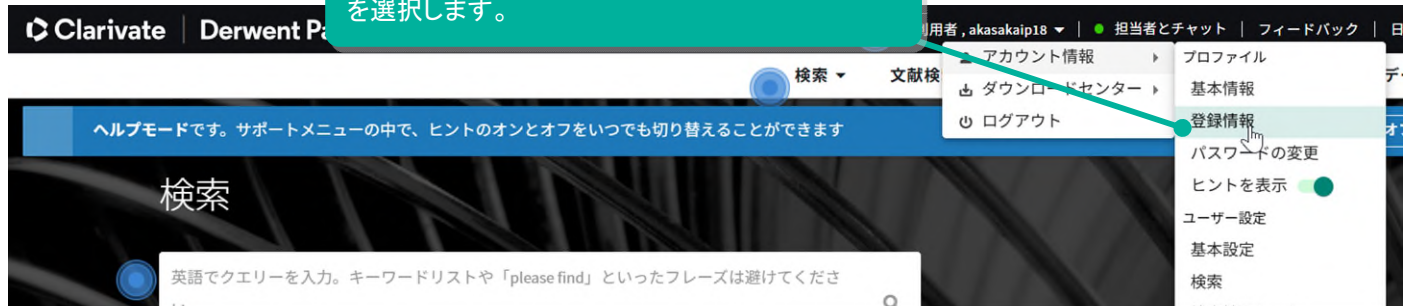 を選択します。
Clarivate Derwent Pa
用者 , akasakaip18 担当者とチャット フィードバック 日
検索 文献検
アカウント情報
ダウンロードセンター
ログアウト
プロファイル
基本情報
登録情報
パスワードの変更
ヒントを表示
ユーザー設定
基本設定
検索
ヘルプモードです。サポートメニューの中で、ヒントのオンとオフをいつでも切り替えることができます
検索
英語でクエリーを入力。キーワードリストや「please find」といったフレーズは避けてくださ